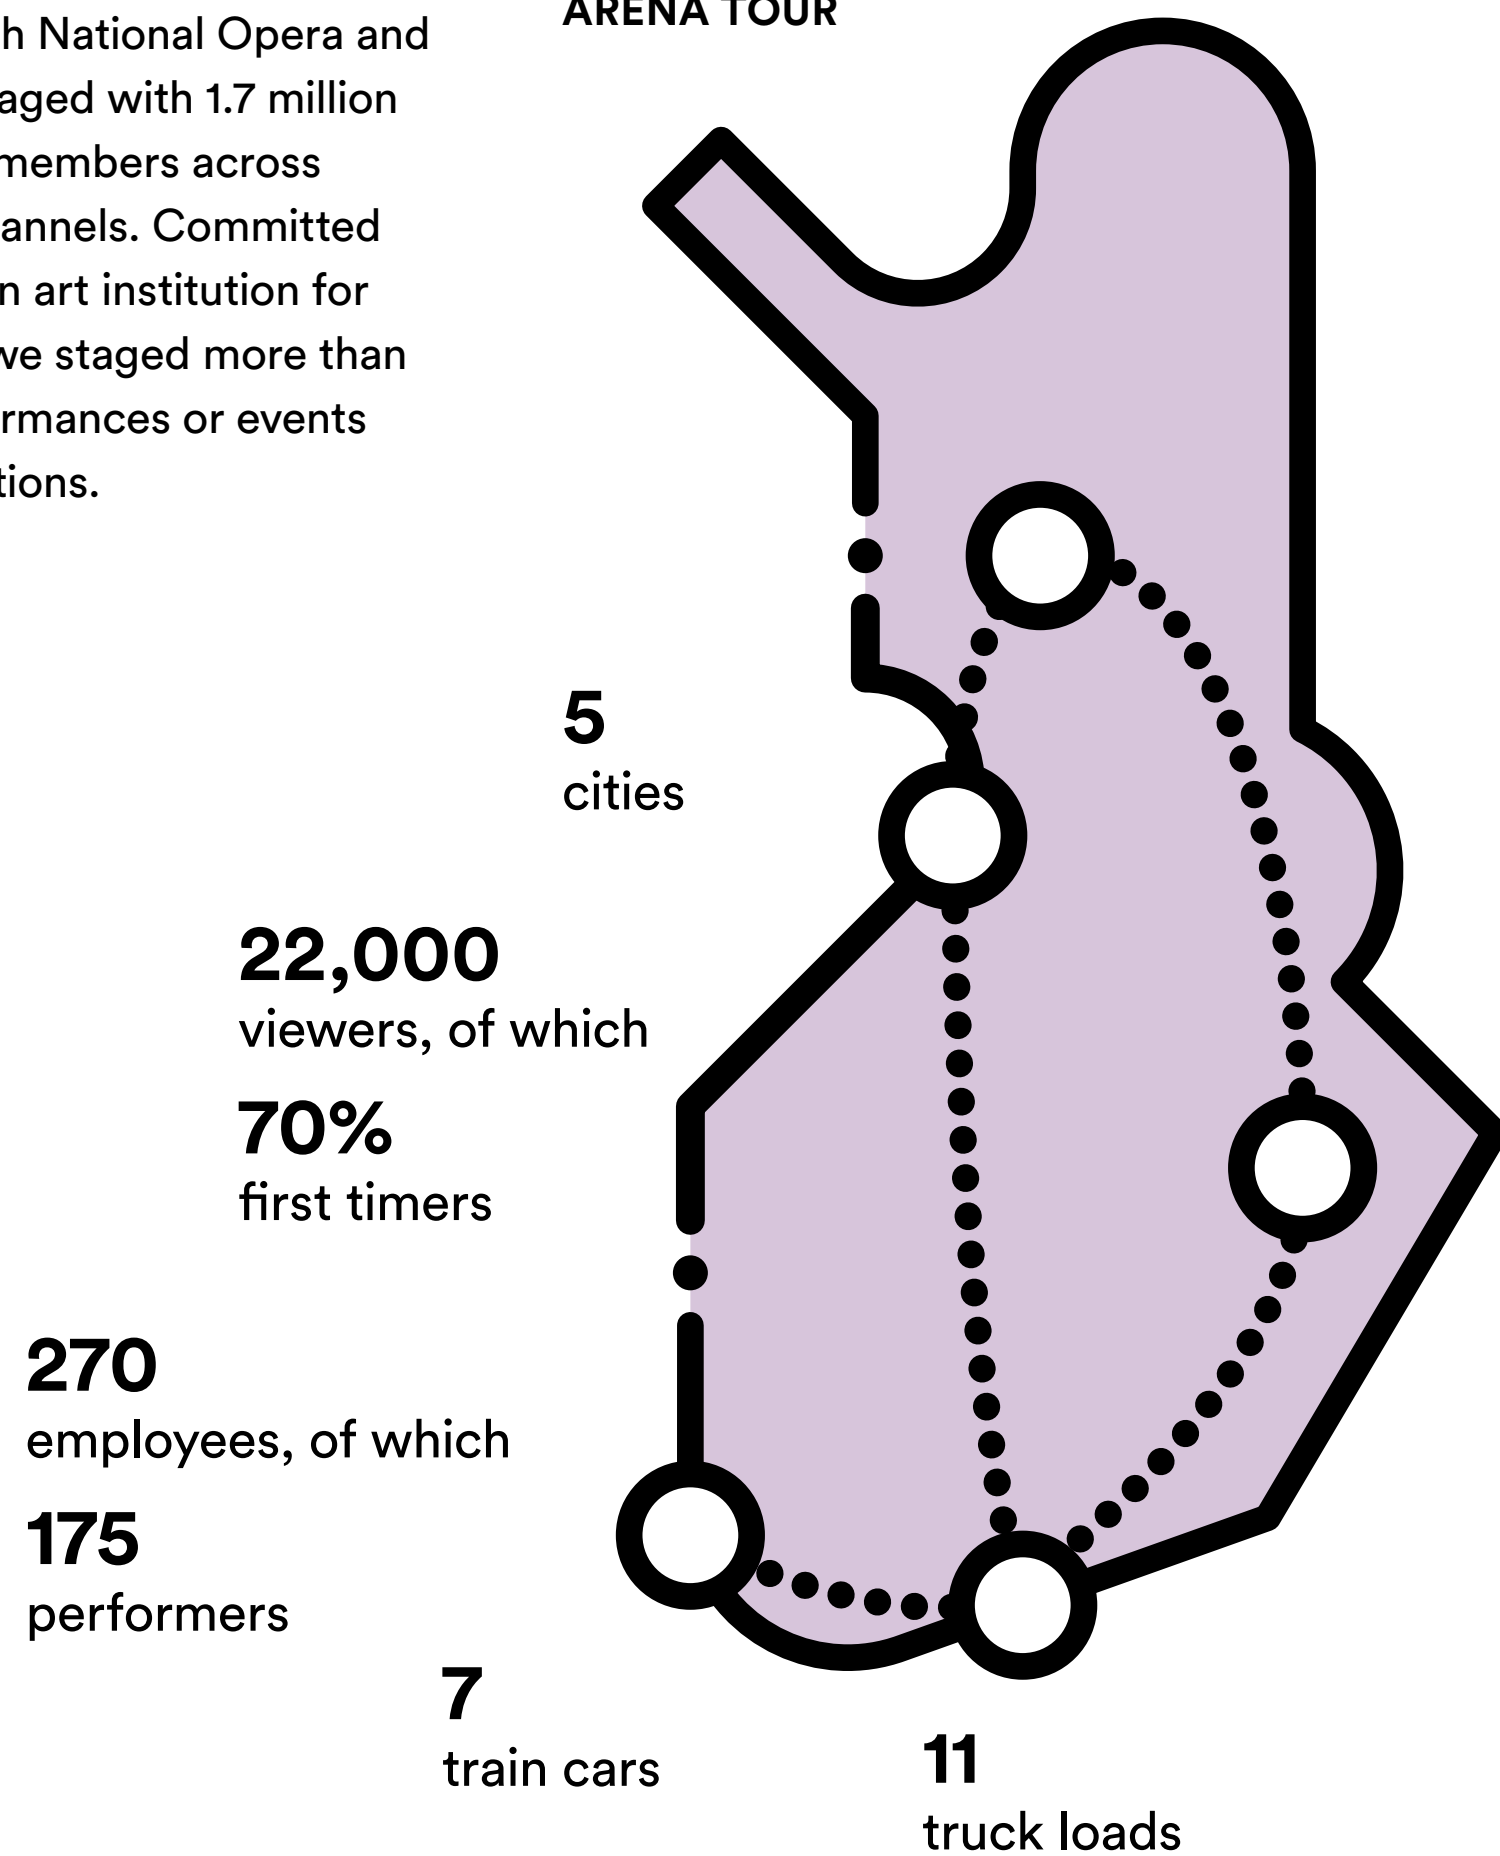 h National Opera and
aged with 1.7 million
members across
annels. Committed
n art institution for
we staged more than
rmances or events
tions.
ARENA TOUR
5
cities
22,000
viewers, of which
70%
first timers
270
employees, of which
175
performers
7
train cars
11
truck loads